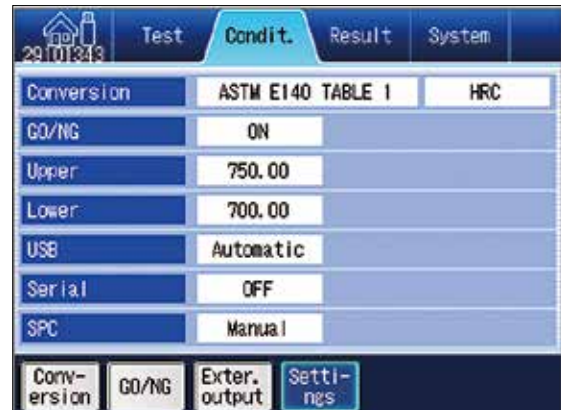 29101343
Test Condit. Result System
Conversion ASTM E140 TABLE 1 HRC
GO/NG ON
Upper 750.00
Lower 700.00
USB Automatic
Serial OFF
SPC Manual
Conv-
ersion
GO/NG
Exter.
output
Setti-
ngs